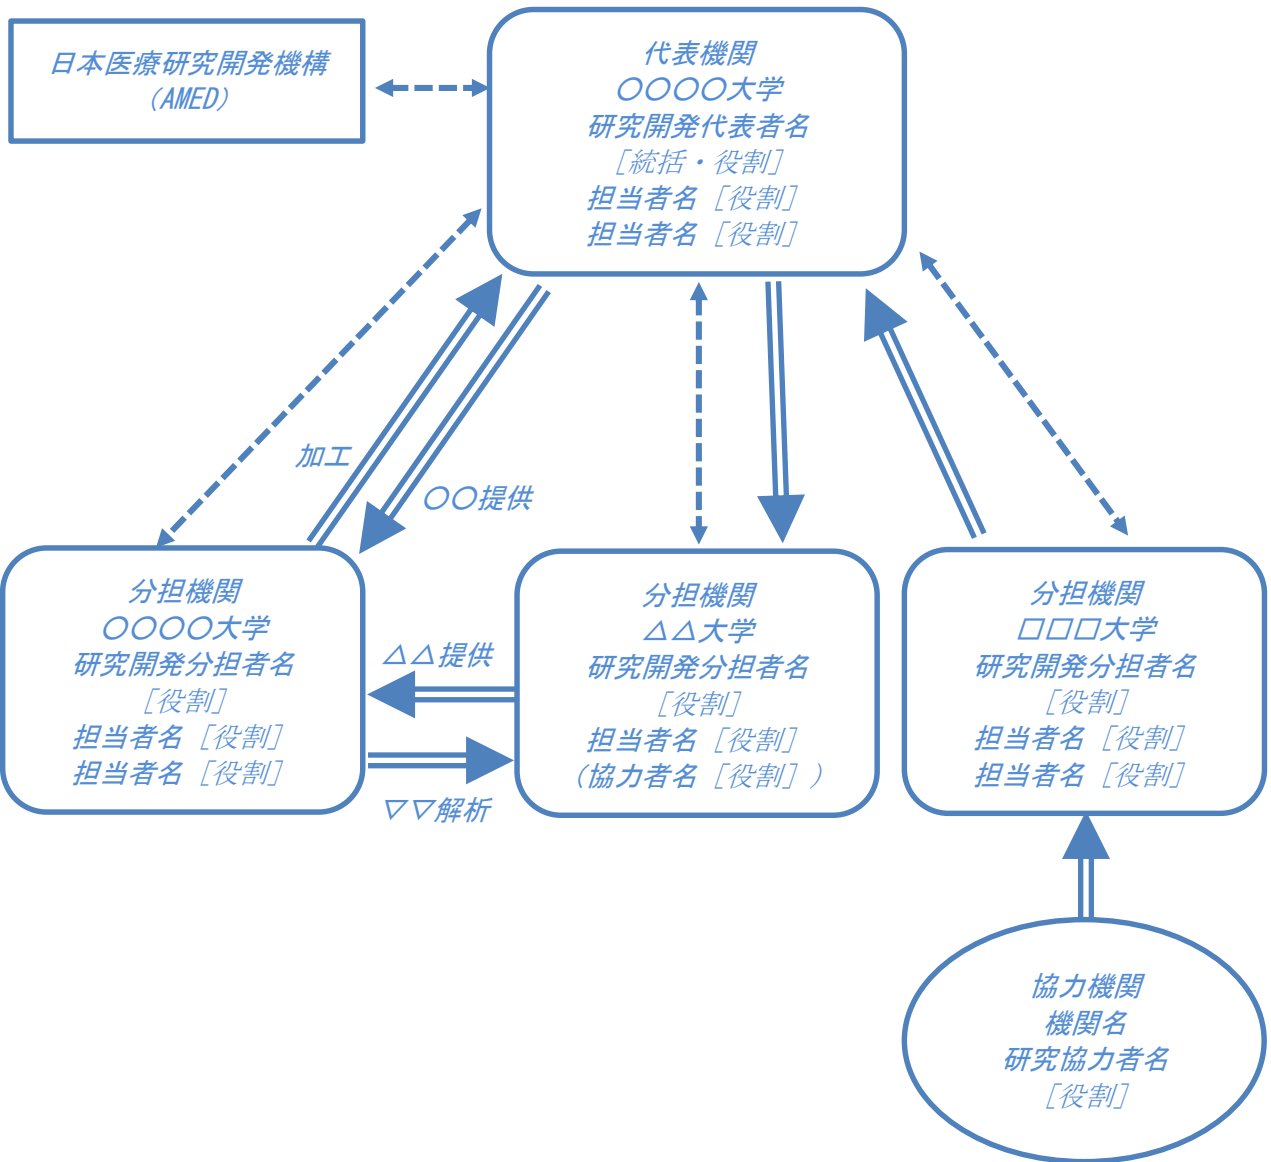 日本医療研究開発機構
（AMED）
代表機関
〇〇〇〇大学
研究開発代表者名
［統括・役割］
担当者名［役割］
担当者名［役割］
加工
〇〇提供
分担機関
〇〇〇〇大学
研究開発分担者名
［役割］
担当者名［役割］
担当者名［役割］
△△提供
▽▽解析
分担機関
△△大学
研究開発分担者名
［役割］
担当者名［役割］
（協力者名［役割］）
分担機関
□□□大学
研究開発分担者名
［役割］
担当者名［役割］
担当者名［役割］
協力機関
機関名
研究協力者名
［役割］